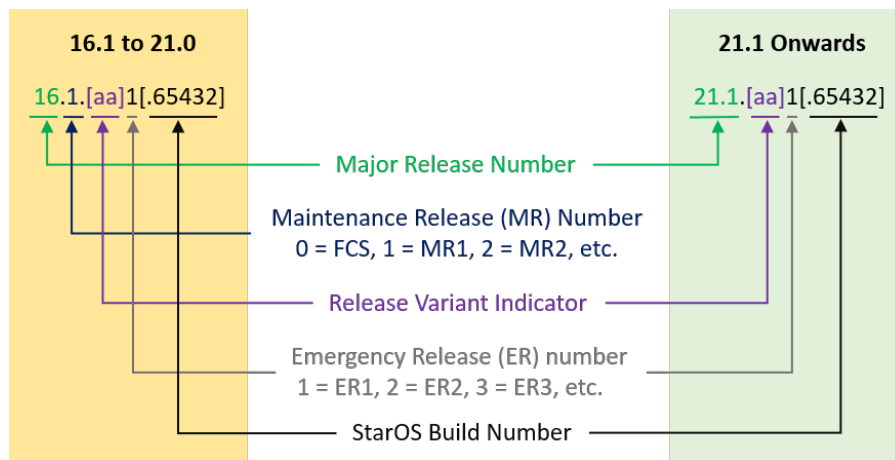 16.1 to 21.0
21.1 Onwards
16.1.[aa]1[.65432]
21.1.[aa]1[.65432]
Major Release Number
Maintenance Release (MR) Number
0 = FCS, 1 = MR1, 2 = MR2, etc.
Release Variant Indicator
Emergency Release (ER) number
1 = ER1, 2 = ER2, 3 = ER3, etc.
StarOS Build Number